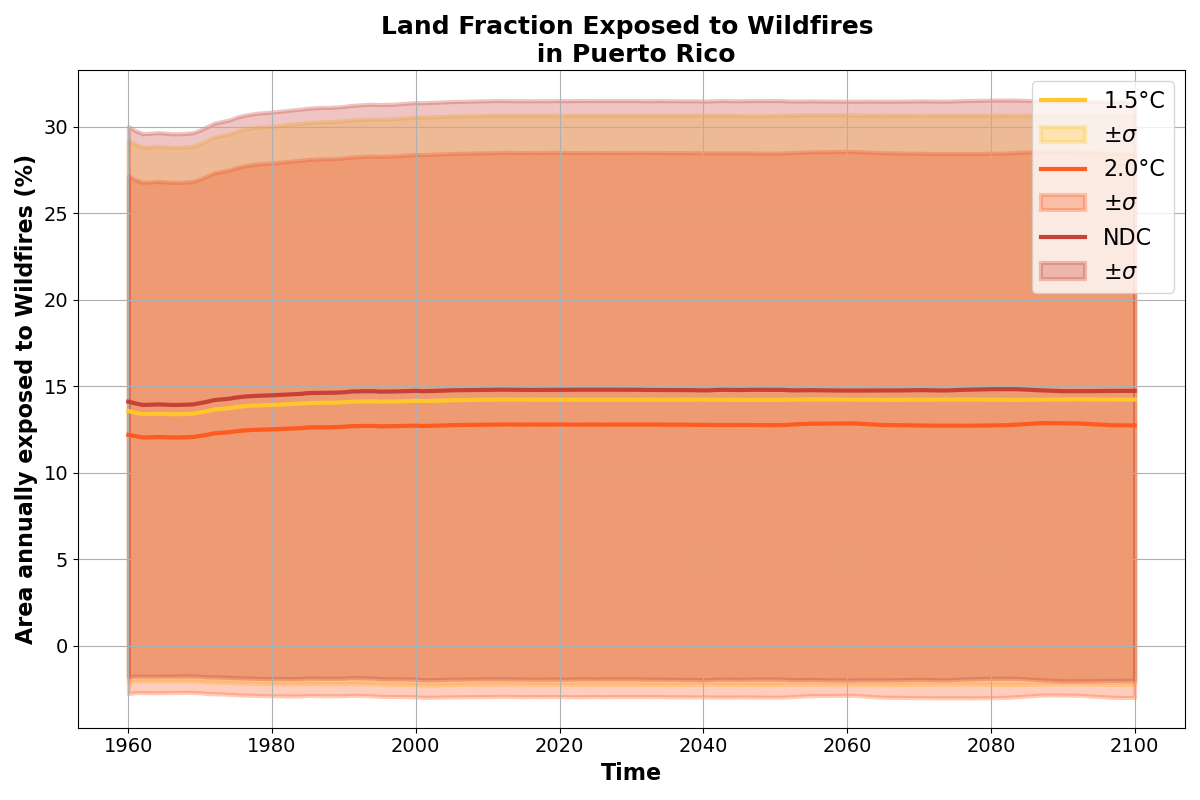 Land Fraction Exposed to Wildfires
in Puerto Rico
Area annually exposed to Wildfires (%)
30
25
20
15
10
5
0
1.5°C
±σ
2.0°C
±σ
NDC
±σ
1960 1980 2000 2020 2040 2060 2080 2100
Time